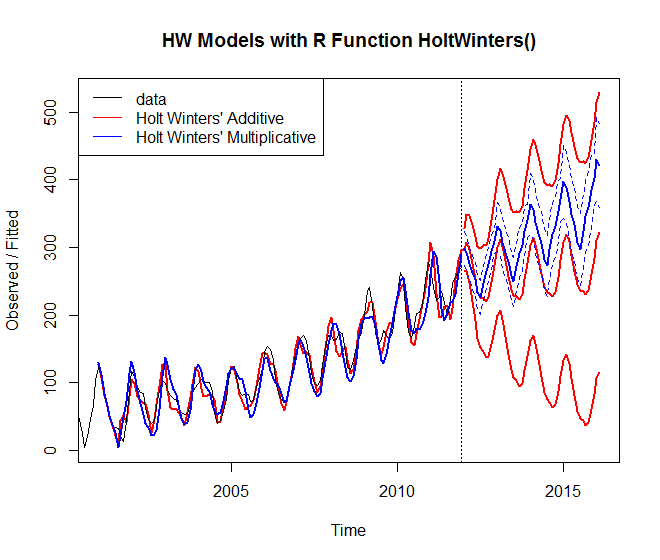 HW Models with R Function HoltWinters()
data
Holt Winters' Additive
Holt Winters' Multiplicative
Observed / Fitted
500
400
300
200
100
0
2005 2010 2015
Time